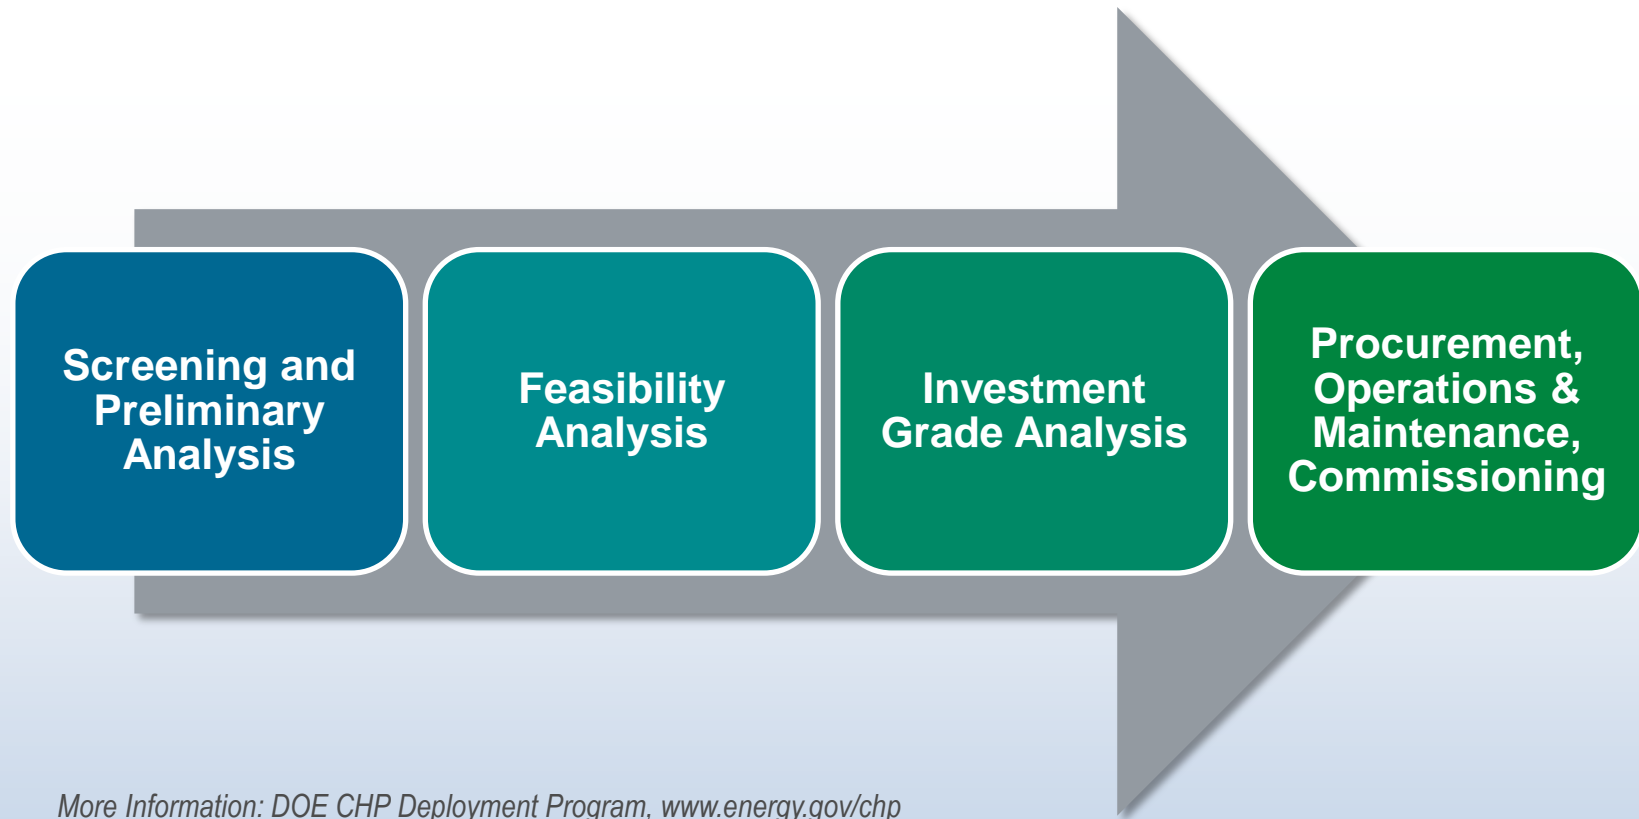 Screening and
Preliminary
Analysis
Feasibility
Analysis
Investment
Grade Analysis
Procurement,
Operations &
Maintenance,
Commissioning
More Information: DOE CHP Deployment Program, www.energy.gov/chp